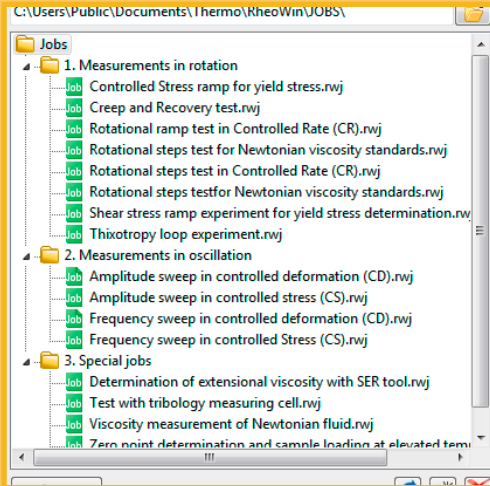 C:\Users\Public\Documents\Thermo\RheoWin\JOBS\
Jobs
1. Measurements in rotation
Job Controlled Stress ramp for yield stress.rwj
Job Creep and Recovery test.rwj
Job Rotational ramp test in Controlled Rate (CR).rwj
Job Rotational steps test for Newtonian viscosity standards.rwj
Job Rotational steps test in Controlled Rate (CR).rwj
Job Rotational steps testfor Newtonian viscosity standards.rwj
Job Shear stress ramp experiment for yield stress determination.rw
Job Thixotropy loop experiment.rwj
2. Measurements in oscillation
Job Amplitude sweep in controlled deformation (CD).rwj
Job Amplitude sweep in controlled stress (CS).rwj
Job Frequency sweep in controlled deformation (CD).rwj
Job Frequency sweep in controlled Stress (CS).rwj
3. Special jobs
Job Determination of extensional viscosity with SER tool.rwj
Job Test with tribology measuring cell.rwj
Job Viscosity measurement of Newtonian fluid.rwj
Job Zero point determination and sample loading at elevated tem